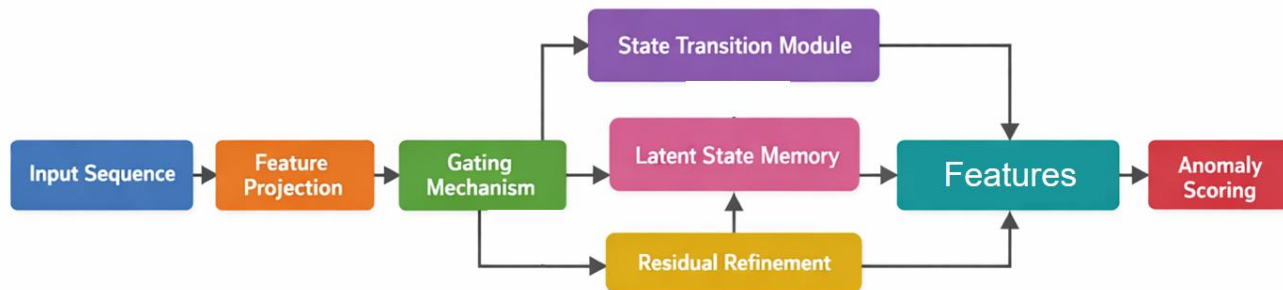 State Transition Module
Input Sequence
Feature
Projection
Gating
Mechanism
Latent State Memory
Features
Anomaly
Scoring
Residual Refinement